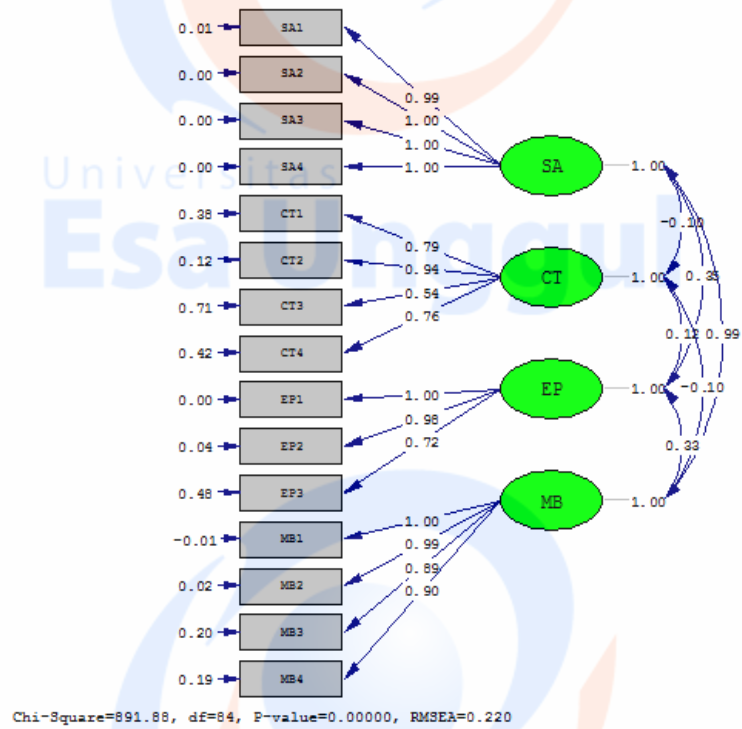 0.01 SA1
0.00 SA2
0.99
0.00 SA3
1.00
1.00
0.00 SA4 1.00 SA 1.00
Universitas
0.38 CT1
-0.10
Esa Unggul
0.79
0.12 CT2 0.94 CT 1.00 0.35
0.71 CT3 0.54
0.76
0.12 0.99
0.42 CT4
0.00 EP1 1.00 EP 1.00 -0.10
0.98
0.04 EP2 0.72
0.33
0.48 EP3
MB 1.00
-0.01 MB1 1.00
0.99
0.02 MB2 0.89
0.90
0.20 MB3
0.19 MB4
Chi-Square=891.88, df=84, P-value=0.00000, RMSEA=0.220